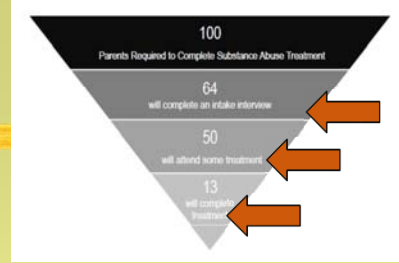 100
Parents Required to Complete Substance Abuse Treatment
64
will complete an intake interview
50
will attend some treatment
13
will complete
treatment